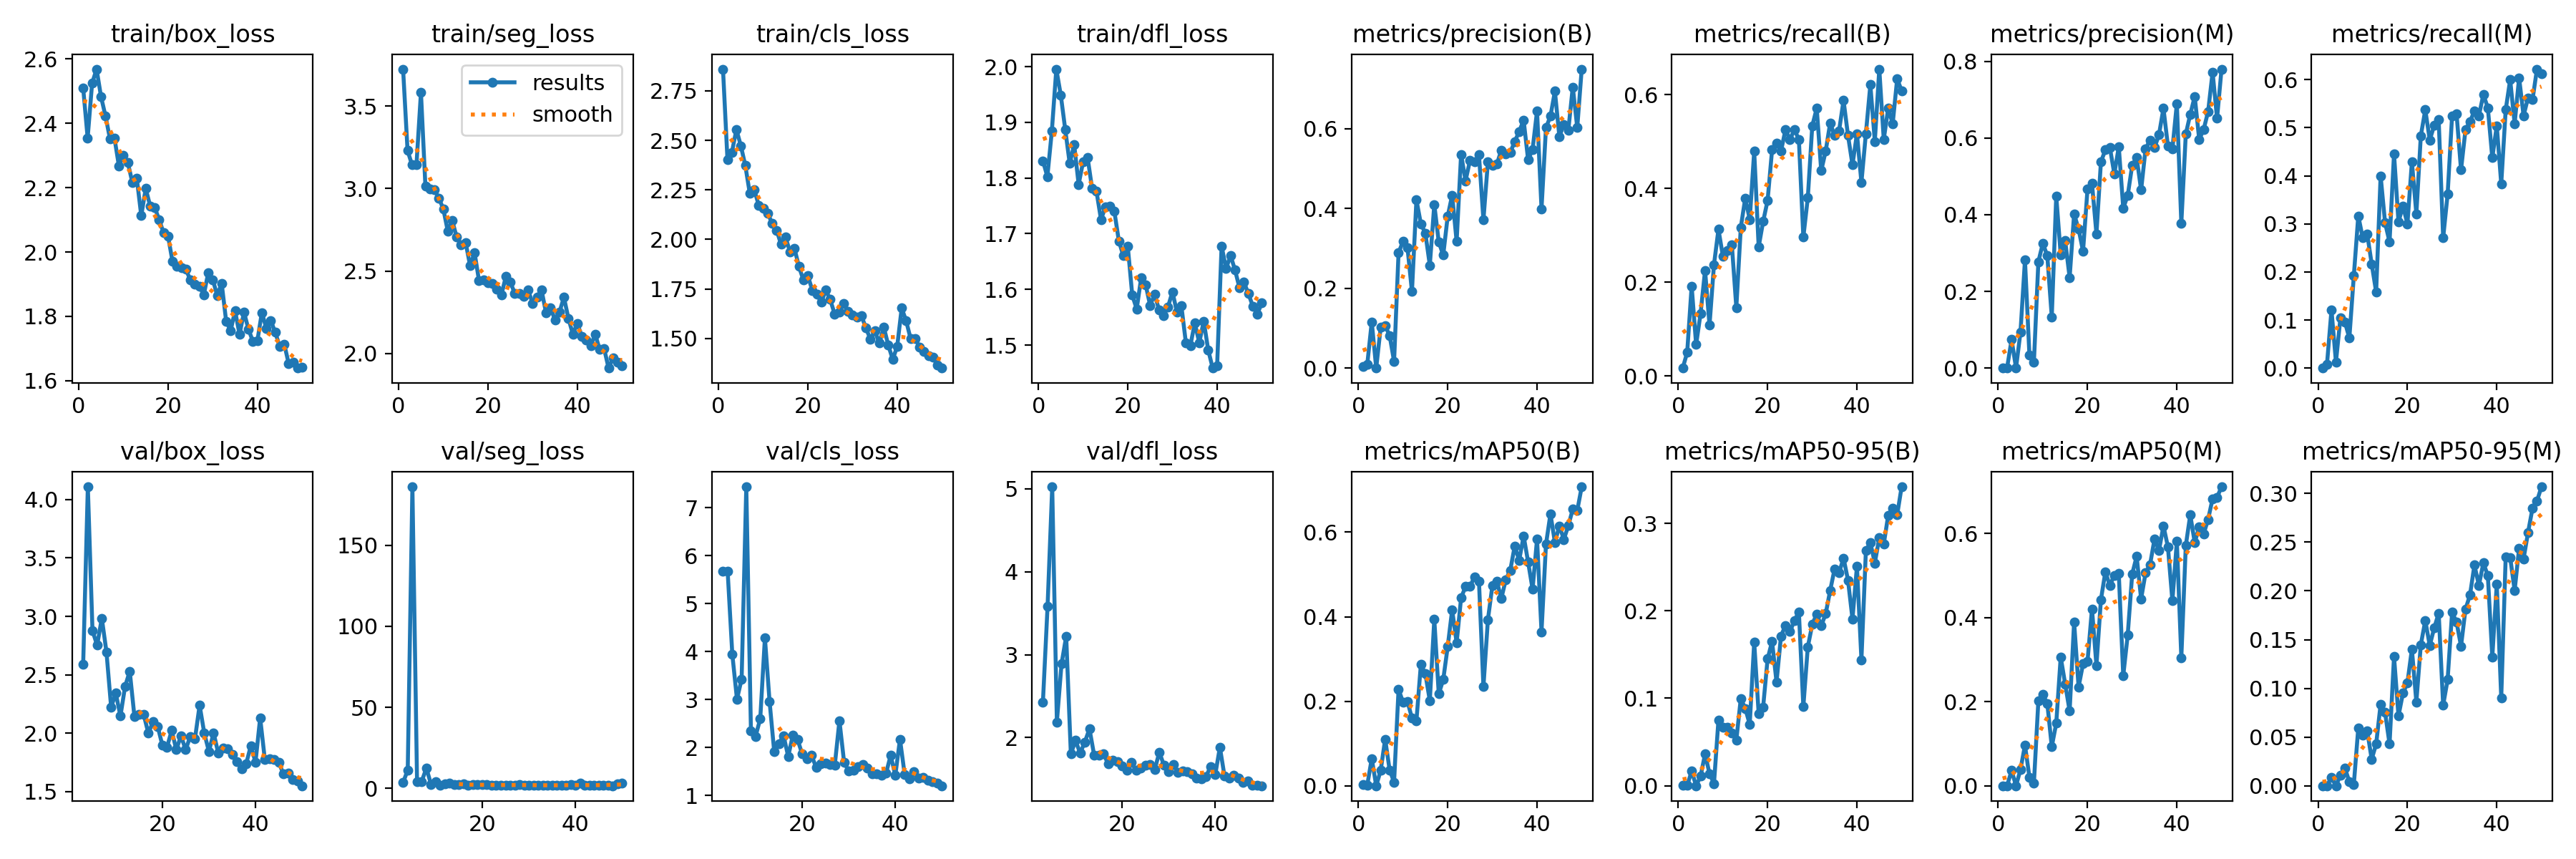 train/box_loss
2.6
2.4
2.2
2.0
1.8
1.6
0 20 40
train/seg_loss
results
smooth
3.5
3.0
2.5
2.0
0 20 40
train/cls_loss
2.75
2.50
2.25
2.00
1.75
1.50
0 20 40
train/dfl_loss
2.0
1.9
1.8
1.7
1.6
1.5
0 20 40
metrics/precision(B)
0.6
0.4
0.2
0.0
0 20 40
metrics/recall(B)
0.6
0.4
0.2
0.0
0 20 40
metrics/precision(M)
0.8
0.6
0.4
0.2
0.0
0 20 40
metrics/recall(M)
0.6
0.5
0.4
0.3
0.2
0.1
0.0
0 20 40
val/box_loss
4.0
3.5
3.0
2.5
2.0
1.5
20 40
val/seg_loss
150
100
50
0
20 40
val/cls_loss
7
6
5
4
3
2
1
20 40
val/dfl_loss
5
4
3
2
20 40
metrics/mAP50(B)
0.6
0.4
0.2
0.0
0 20 40
metrics/mAP50-95(B)
0.3
0.2
0.1
0.0
0 20 40
metrics/mAP50(M)
0.6
0.4
0.2
0.0
0 20 40
metrics/mAP50-95(M)
0.30
0.25
0.20
0.15
0.10
0.05
0.00
0 20 40